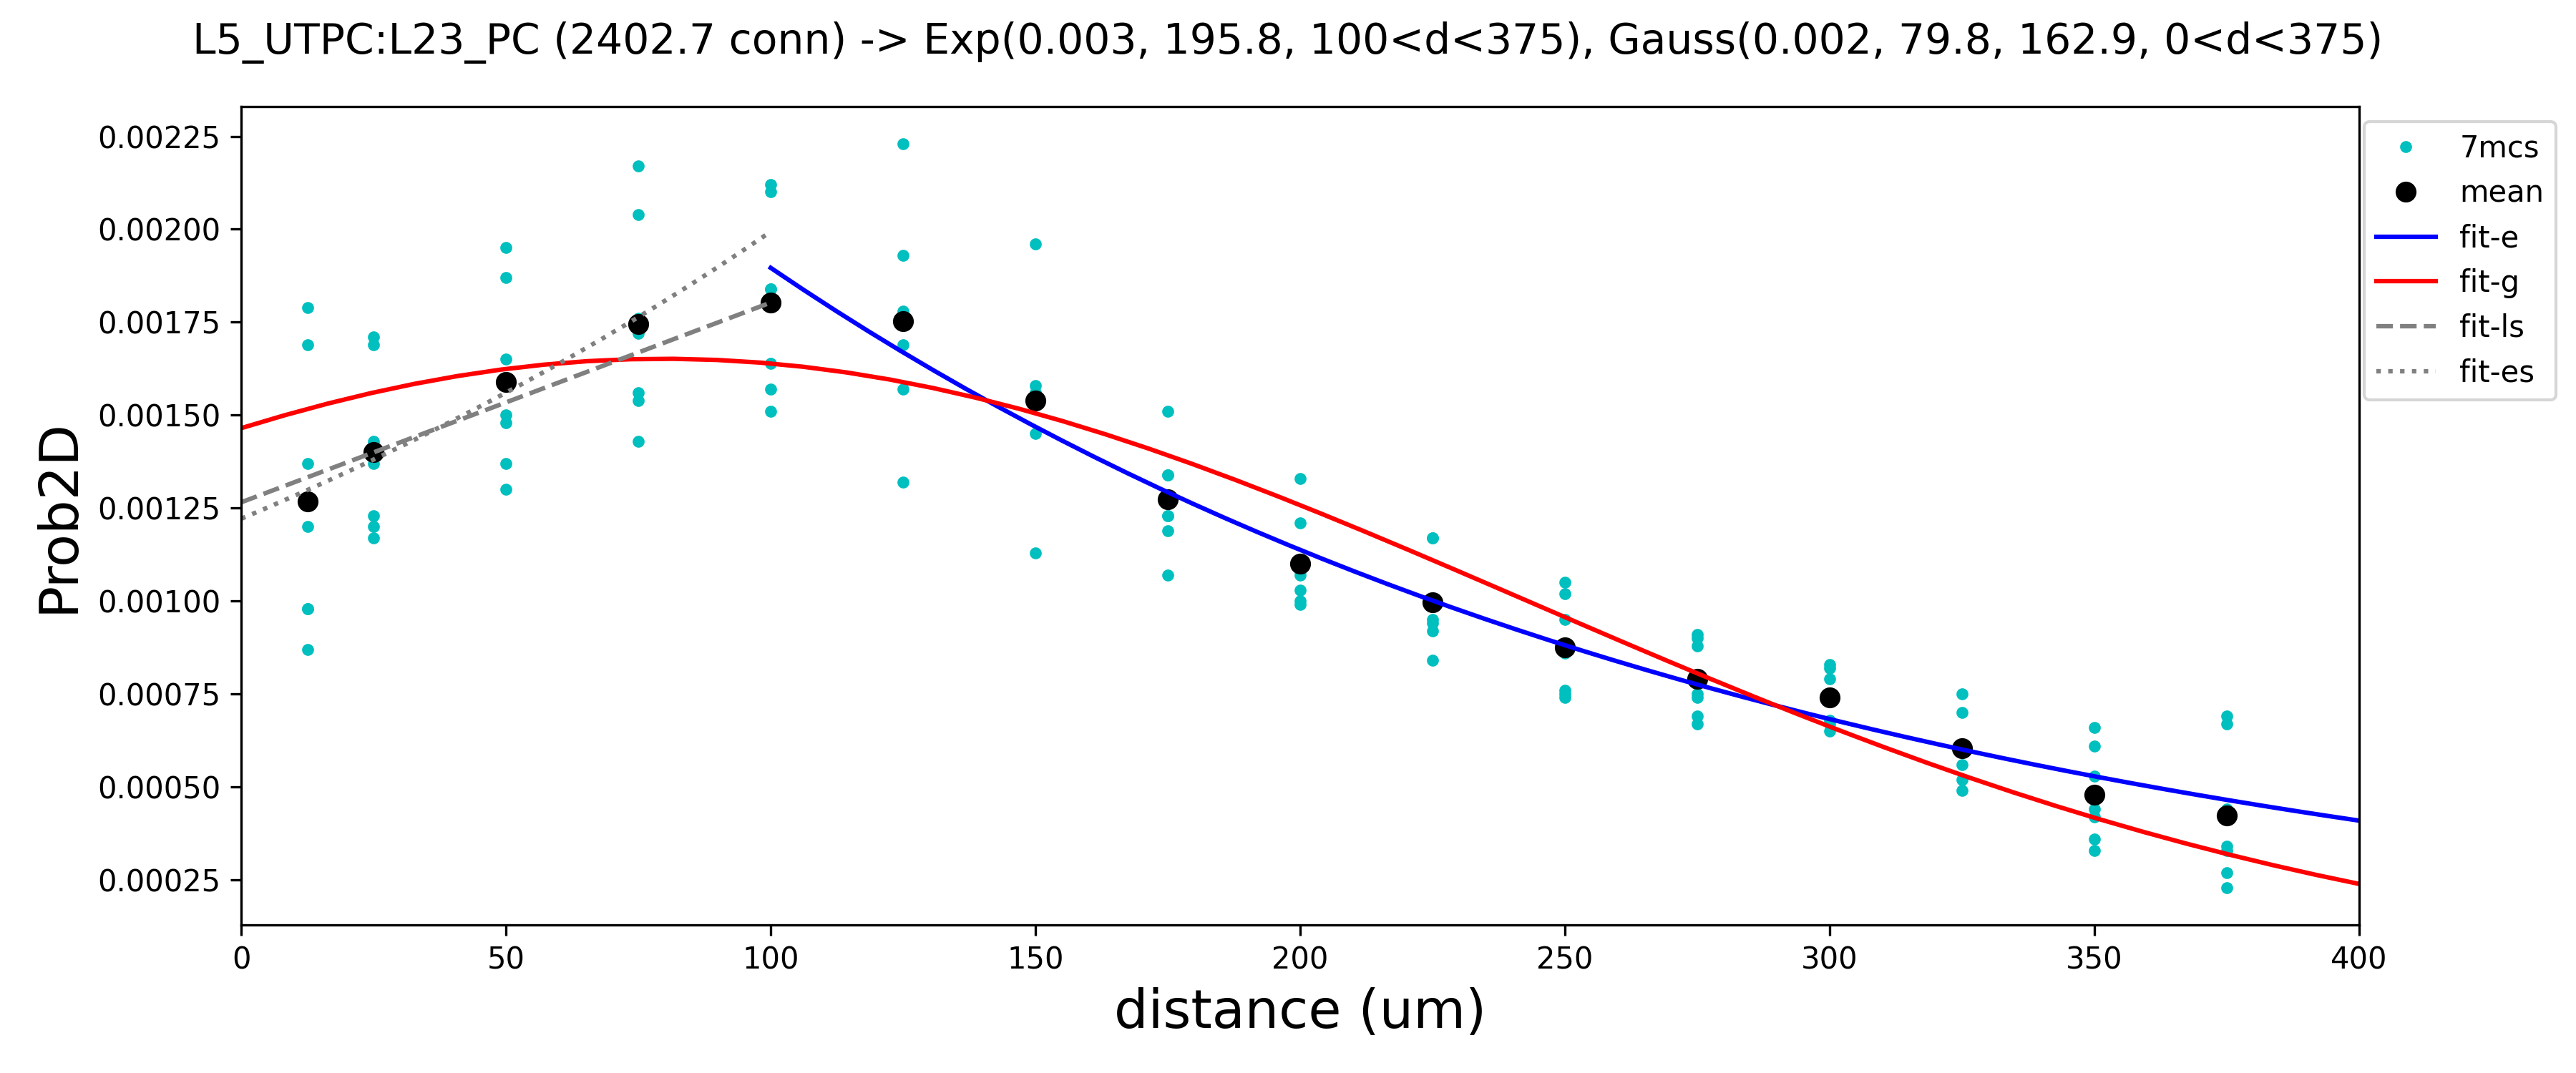 L5_UTPC:L23_PC (2402.7 conn) -> Exp(0.003, 195.8, 100<d<375), Gauss(0.002, 79.8, 162.9, 0<d<375)
0.00225
0.00200
0.00175
0.00150
0.00125
0.00100
0.00075
0.00050
0.00025
Prob2D
0 50 100 150 200 250 300 350 400
distance (um)
7mcs
mean
fit-e
fit-g
fit-ls
fit-es